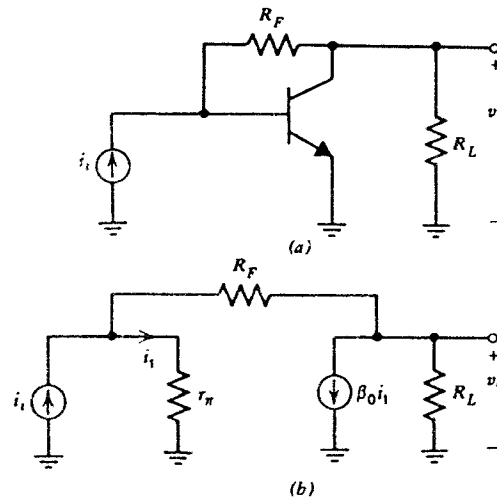 R_F
+
i_i
v
R_L
−
(a)
R_F
i_1
+
i_i
r_π
β_0 i_1
R_L
v
−
(b)